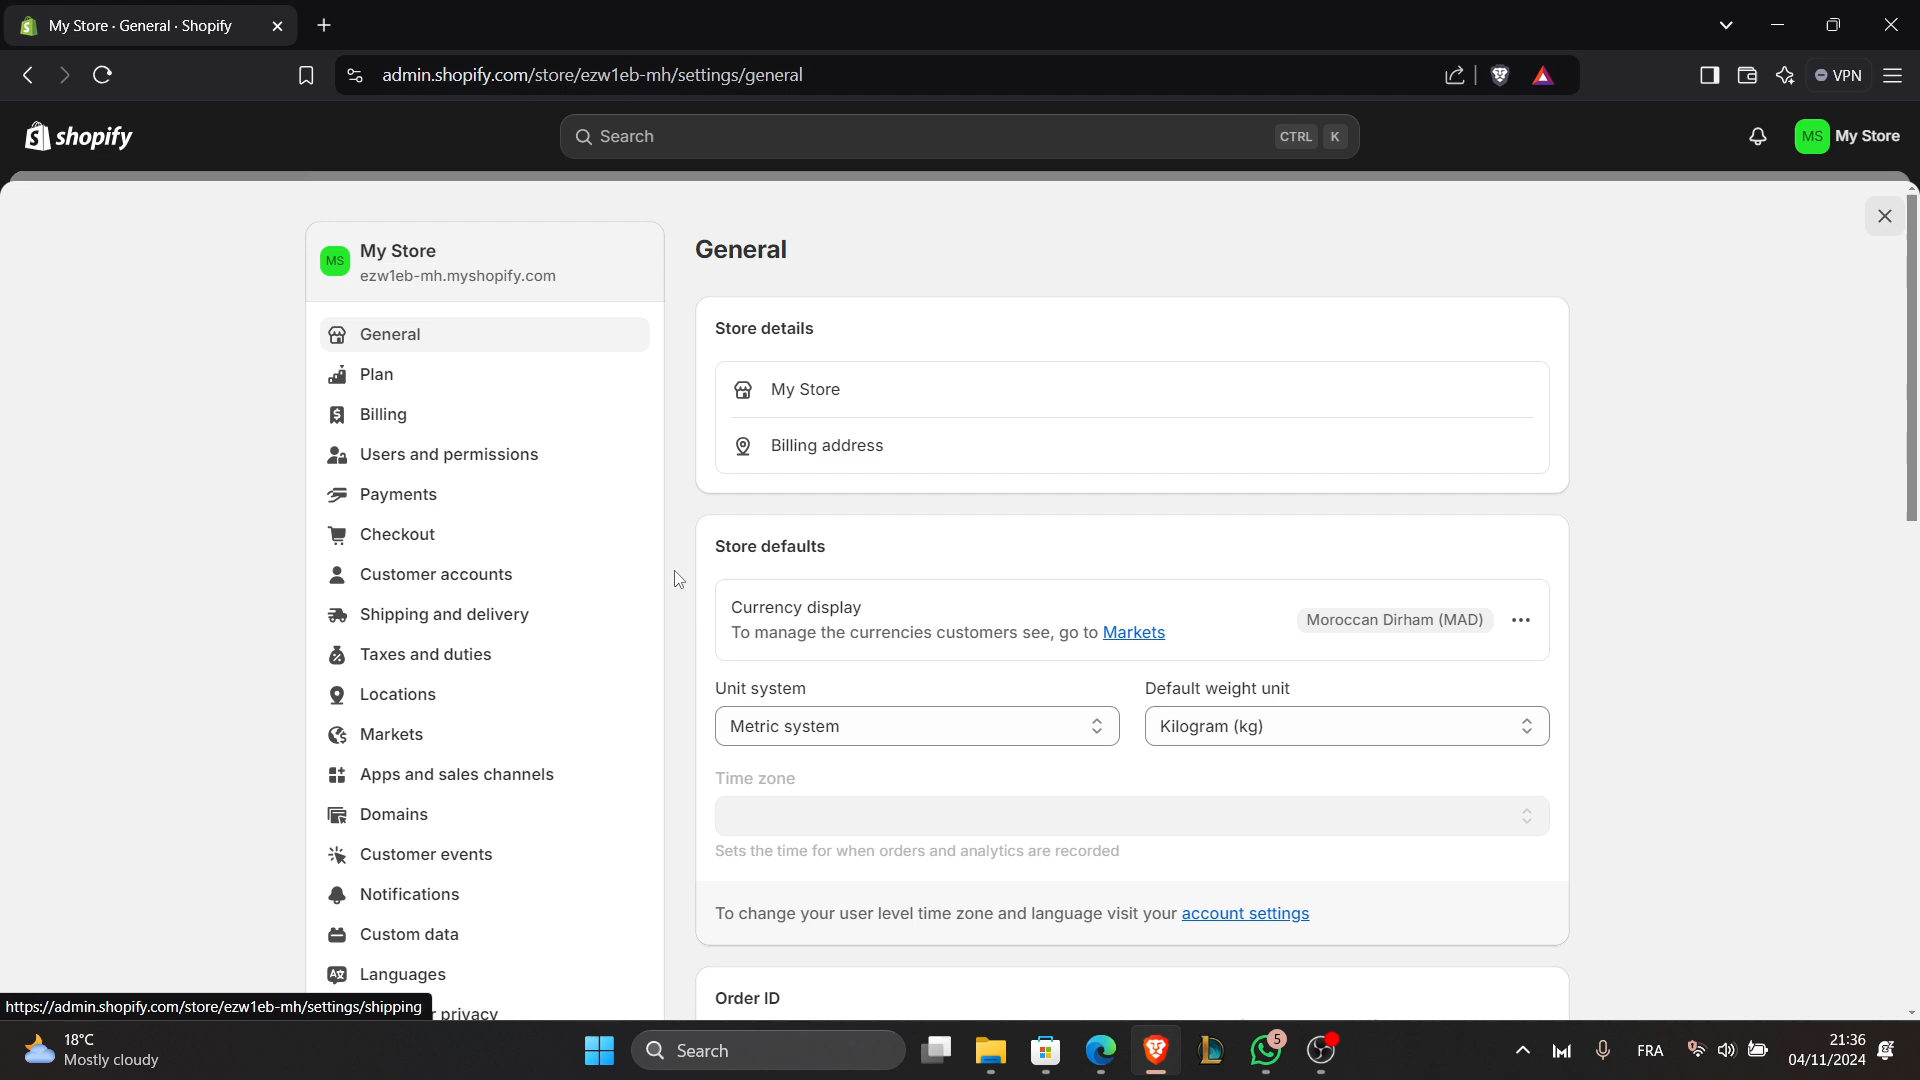 My Store · General · Shopify
admin.shopify.com/store/ezw1eb-mh/settings/general
VPN
shopify
Search
CTRL K
MS My Store
MS
My Store
ezw1eb-mh.myshopify.com
General
Plan
Billing
Users and permissions
Payments
Checkout
Customer accounts
Shipping and delivery
Taxes and duties
Locations
Markets
Apps and sales channels
Domains
Customer events
Notifications
Custom data
Languages
r privacy
General
Store details
My Store
Billing address
Store defaults
Currency display
To manage the currencies customers see, go to Markets
Moroccan Dirham (MAD)
Unit system
Metric system
Default weight unit
Kilogram (kg)
Time zone
Sets the time for when orders and analytics are recorded
To change your user level time zone and language visit your account settings
Order ID
https://admin.shopify.com/store/ezw1eb-mh/settings/shipping
18°C
Mostly cloudy
Search
5
FRA
21:36
04/11/2024